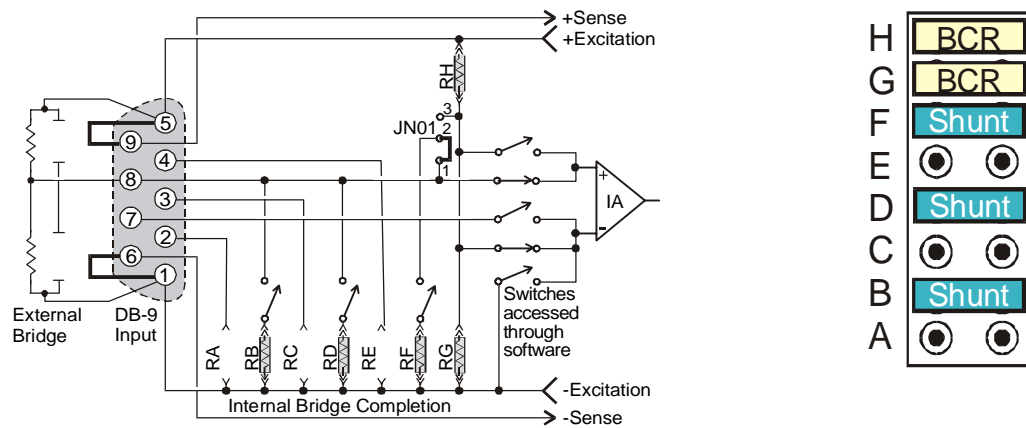 +Sense
+Excitation
RH
3
JN01
2
1
5
9
4
8
3
7
2
6
1
+
IA
-
External
Bridge
DB-9
Input
RA
RB
RC
RD
RE
RF
RG
Switches
accessed
through
software
Internal Bridge Completion
-Excitation
-Sense
H BCR
G BCR
F Shunt
E
D Shunt
C
B Shunt
A